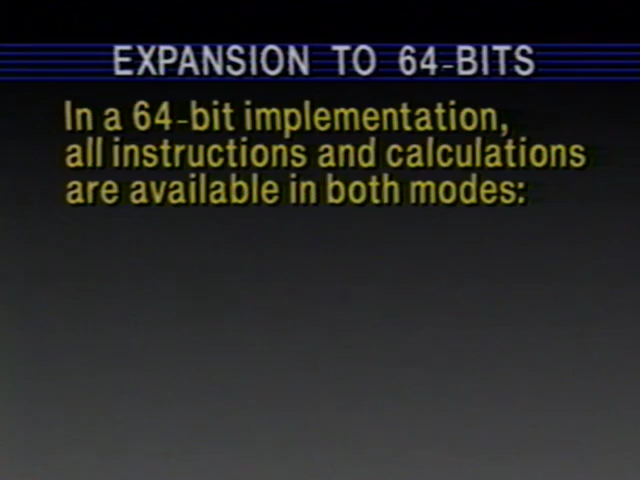 EXPANSION TO 64-BITS
In a 64-bit implementation,
all instructions and calculations
are available in both modes: